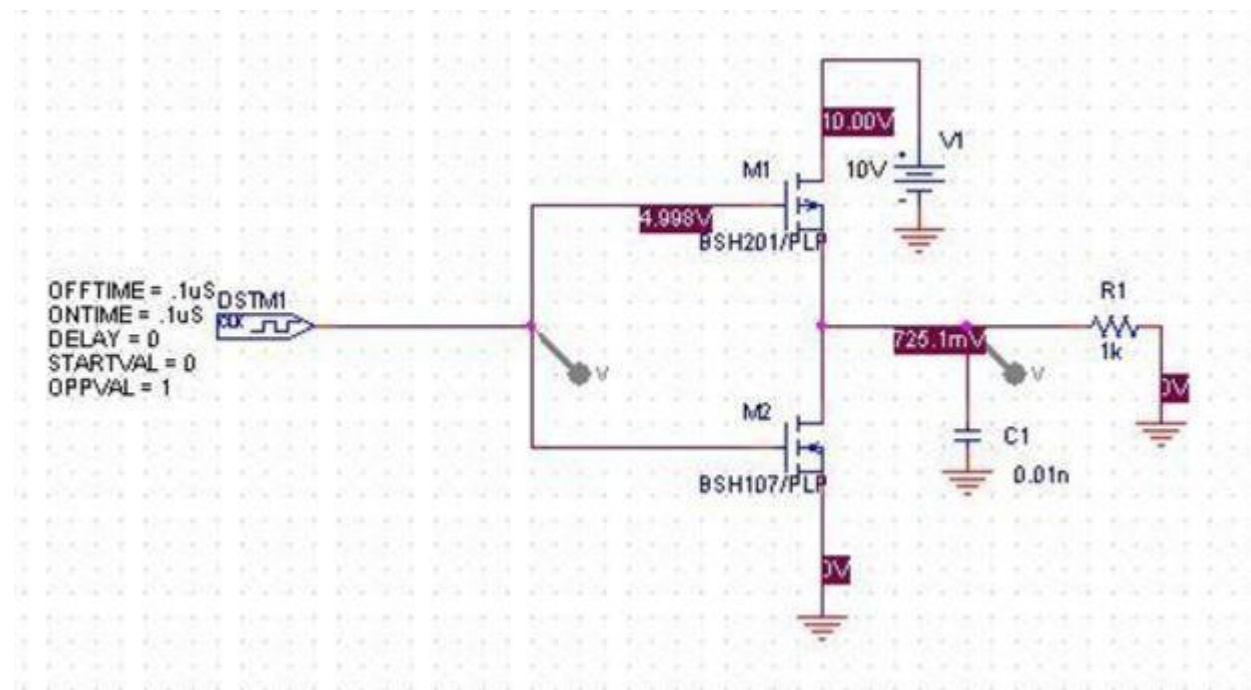 10.00V
V1
M1
10V
4.998V
BSH201/PLP
OFFTIME = .1uS
DSTM1
ONTIME = .1uS
CLK
DELAY = 0
STARTVAL = 0
OPPVAL = 1
R1
725.1mV
1k
V
V
0V
M2
C1
BSH107/PLP
0.01n
0V